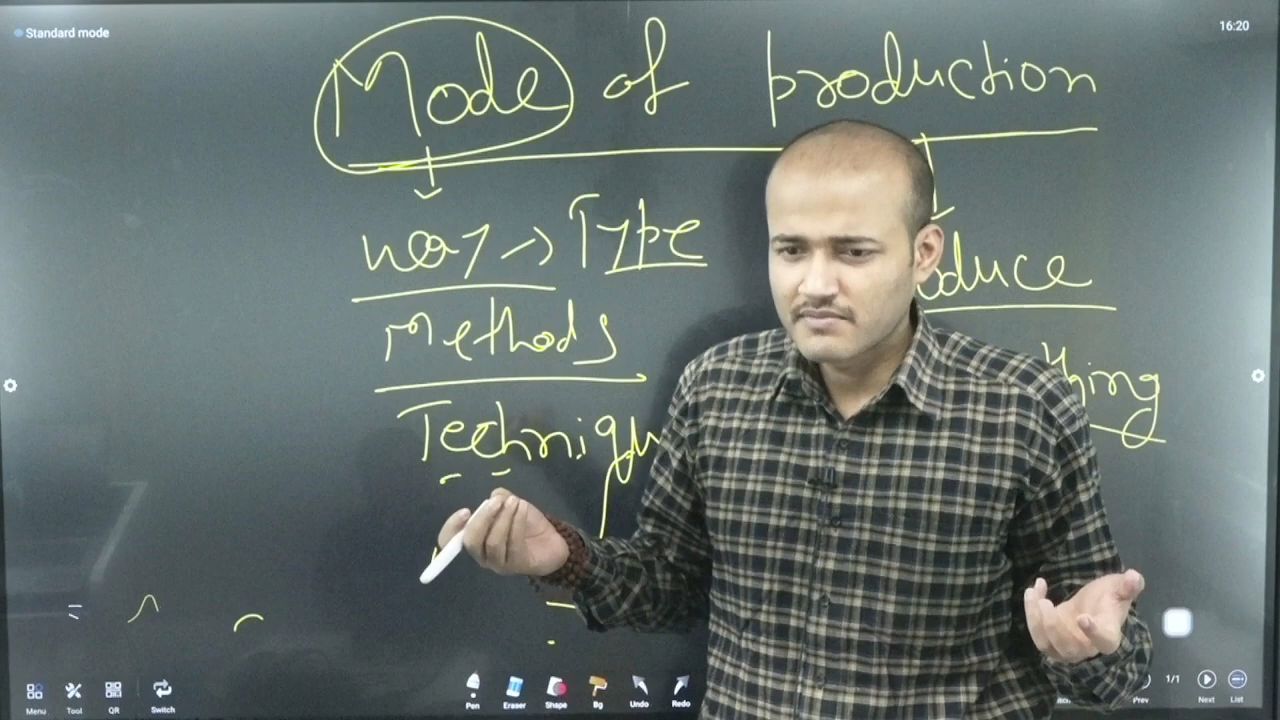 Standard mode
16:20
Mode of production
way -> Type
oduce
Methods
hing
Techniqu
Menu Tool QR Switch Pen Eraser Shape Bg Undo Redo Prev 1/1 Next List